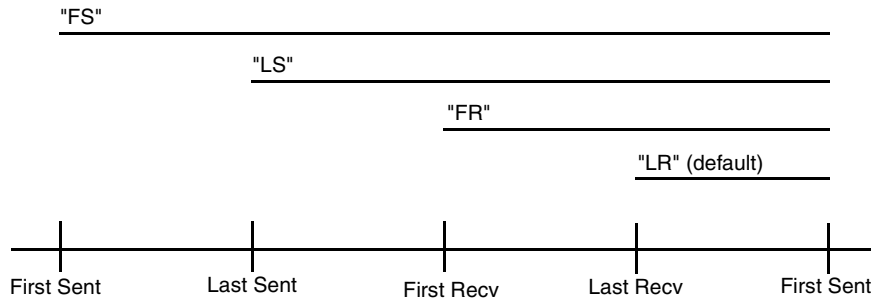 "FS"
"LS"
"FR"
"LR" (default)
First Sent
Last Sent
First Recv
Last Recv
First Sent